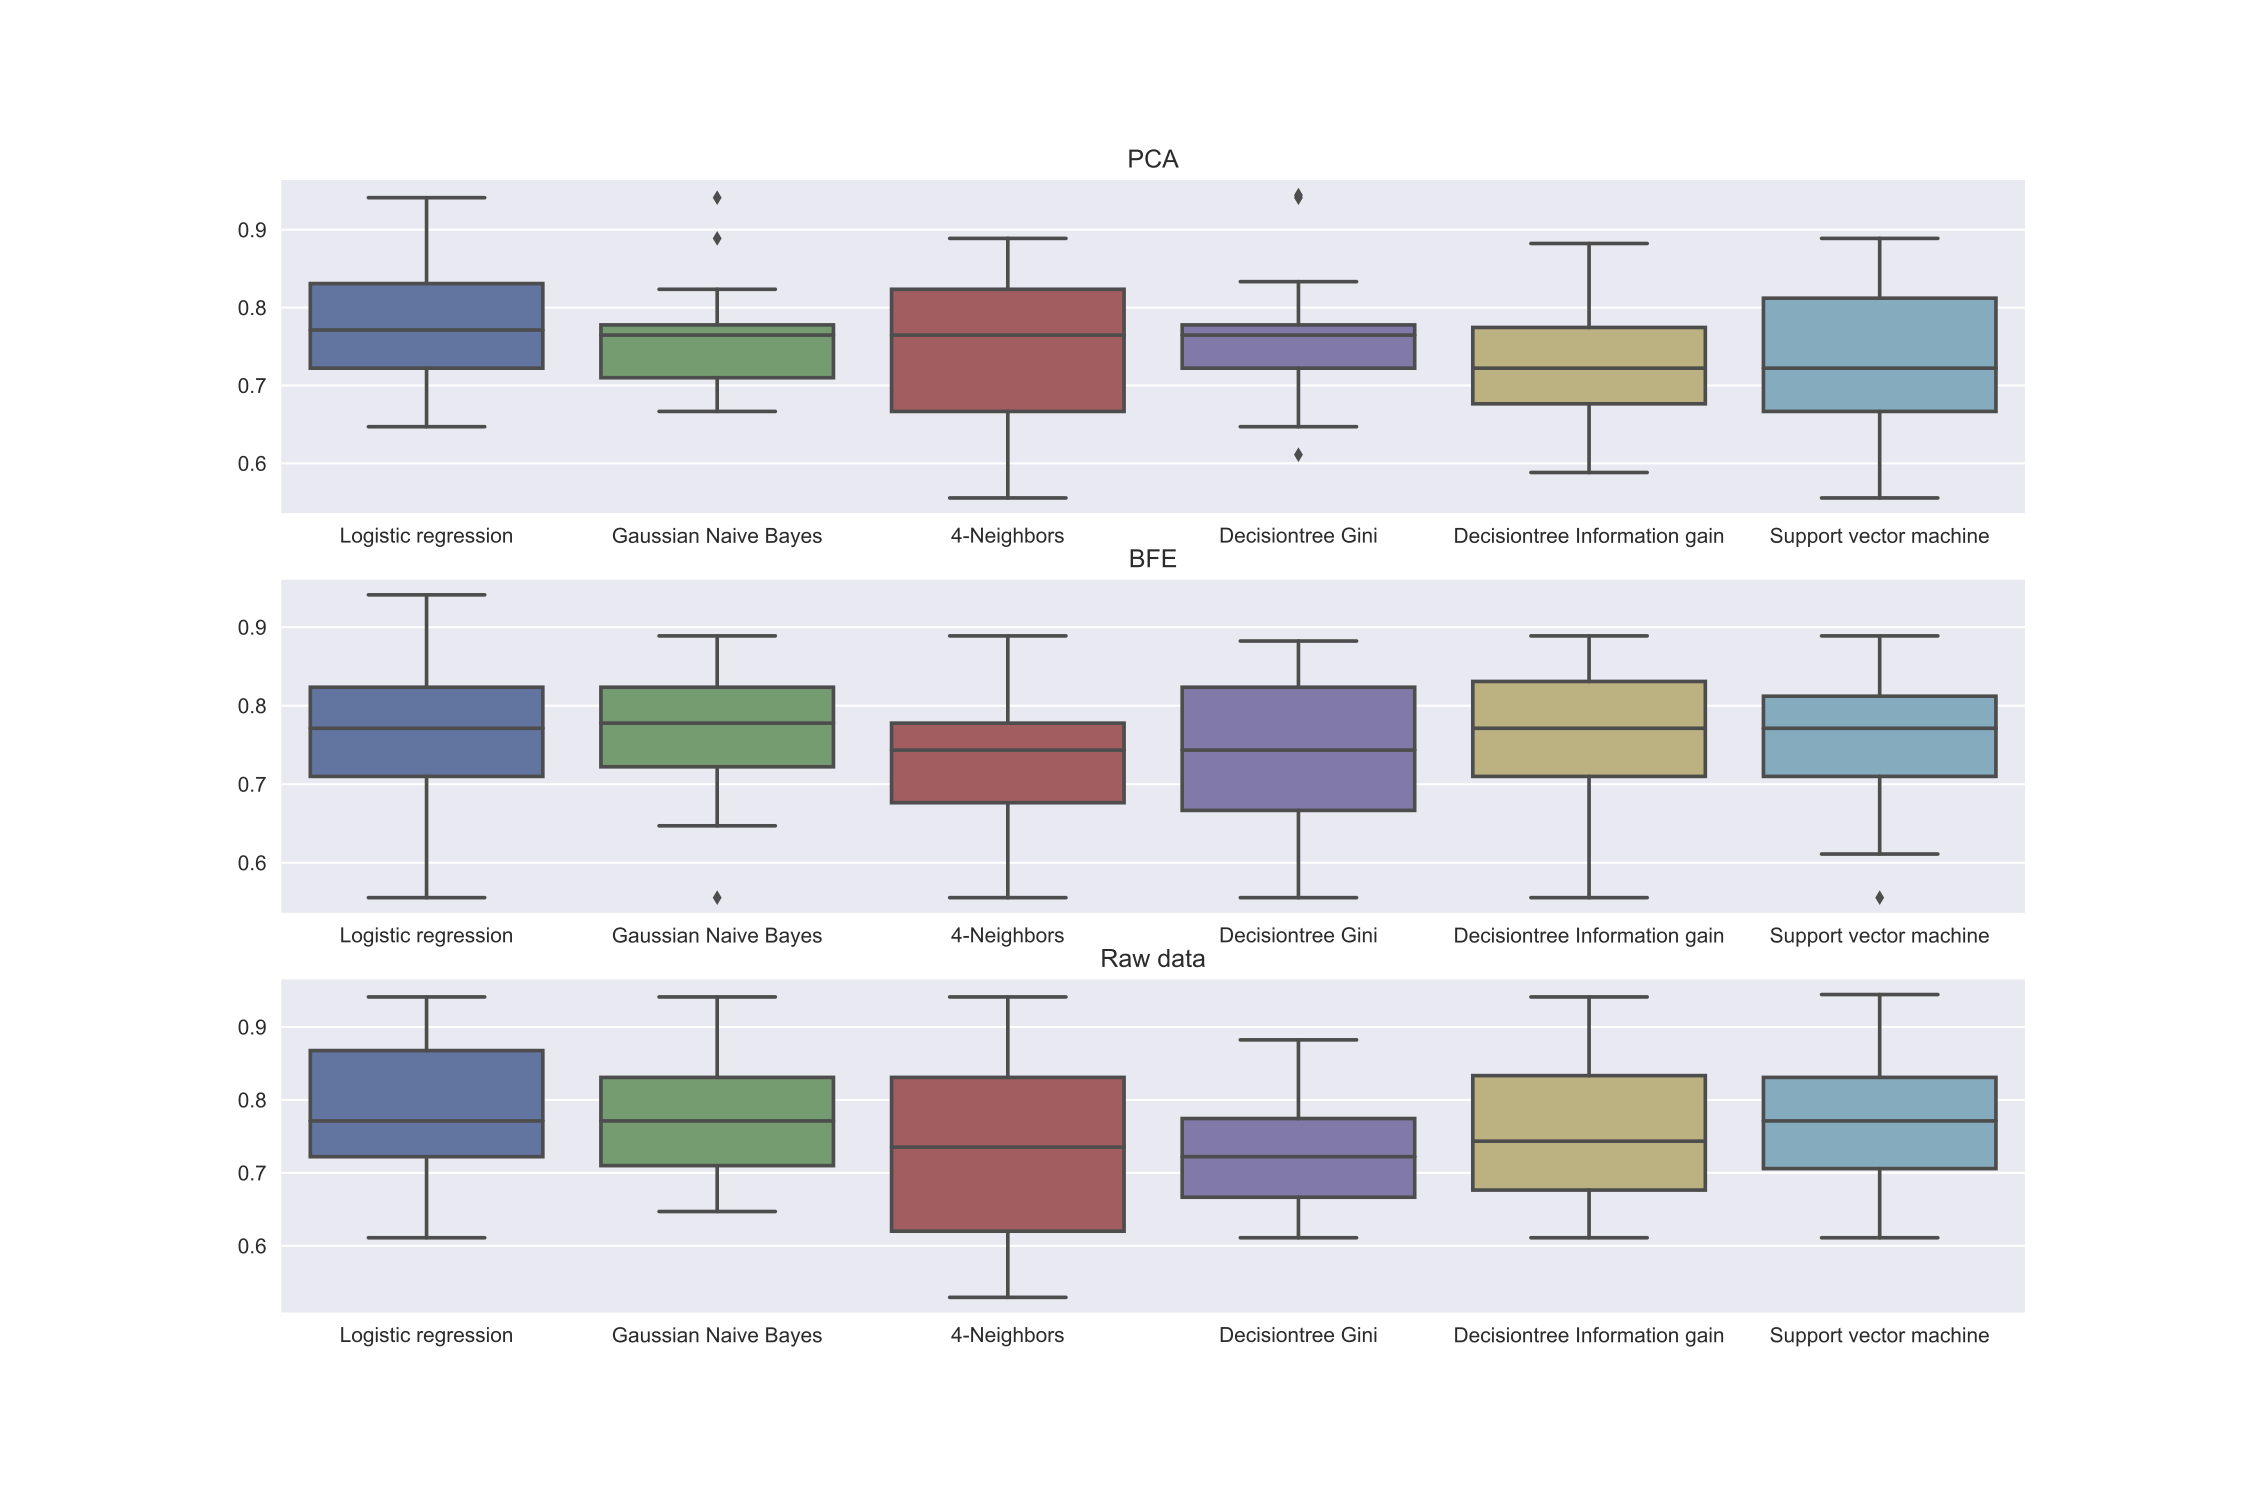 PCA
0.9
0.8
0.7
0.6
Logistic regression Gaussian Naive Bayes 4-Neighbors Decisiontree Gini Decisiontree Information gain Support vector machine
BFE
0.9
0.8
0.7
0.6
Logistic regression Gaussian Naive Bayes 4-Neighbors Decisiontree Gini Decisiontree Information gain Support vector machine
Raw data
0.9
0.8
0.7
0.6
Logistic regression Gaussian Naive Bayes 4-Neighbors Decisiontree Gini Decisiontree Information gain Support vector machine